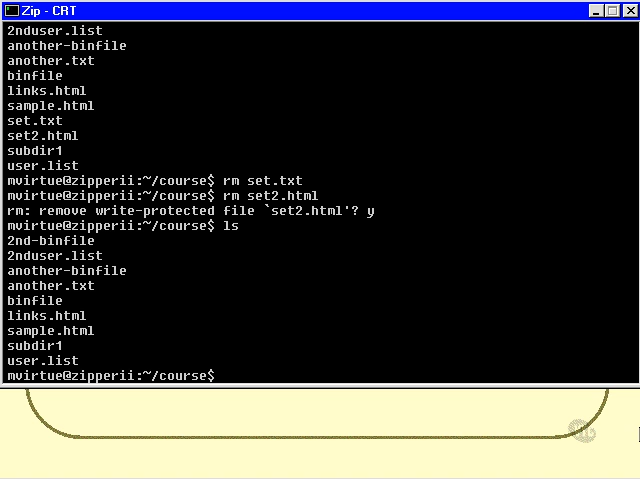 Zip - CRT
2nduser.list
another-binfile
another.txt
binfile
links.html
sample.html
set.txt
set2.html
subdir1
user.list
mvirtue@zipperii:~/course$ rm set.txt
mvirtue@zipperii:~/course$ rm set2.html
rm: remove write-protected file `set2.html'? y
mvirtue@zipperii:~/course$ ls
2nd-binfile
2nduser.list
another-binfile
another.txt
binfile
links.html
sample.html
subdir1
user.list
mvirtue@zipperii:~/course$